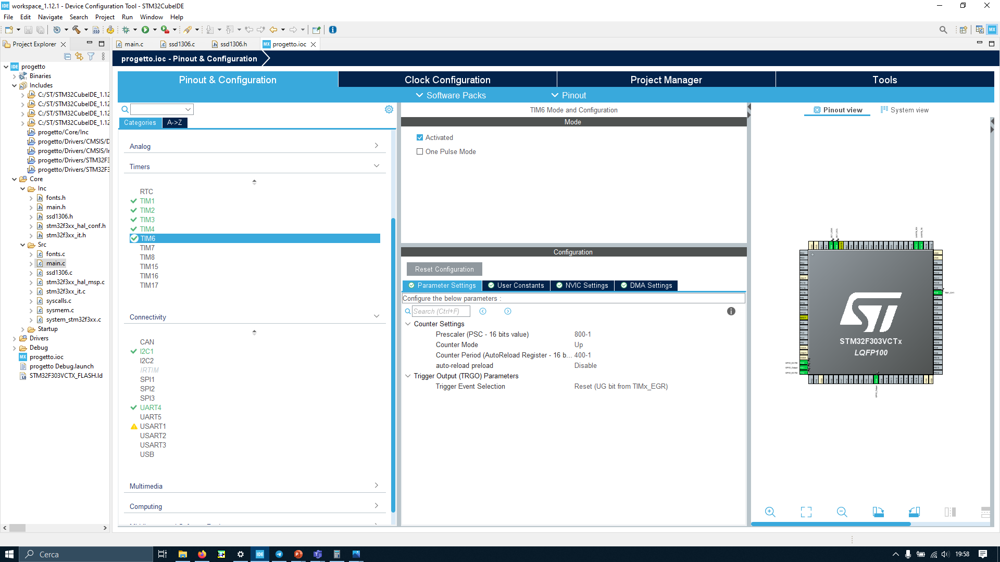 workspace_1.12.1 - Device Configuration Tool - STM32CubeIDE
File Edit Navigate Search Project Run Window Help
Project Explorer
main.c
ssd1306.c
ssd1306.h
progetto.ioc
progetto.ioc - Pinout & Configuration
Pinout & Configuration
Clock Configuration
Project Manager
Tools
Software Packs
Pinout
progetto
Binaries
Includes
C:/ST/STM32CubeIDE_1.12
C:/ST/STM32CubeIDE_1.12
C:/ST/STM32CubeIDE_1.12
C:/ST/STM32CubeIDE_1.12
progetto/Core/Inc
progetto/Drivers/CMSIS/D
progetto/Drivers/CMSIS/I
progetto/Drivers/STM32F3
progetto/Drivers/STM32F3
Core
Inc
fonts.h
main.h
ssd1306.h
stm32f3xx_hal_conf.h
stm32f3xx_it.h
Src
fonts.c
main.c
ssd1306.c
stm32f3xx_hal_msp.c
stm32f3xx_it.c
syscalls.c
sysmem.c
system_stm32f3xx.c
Startup
Drivers
Debug
progetto.ioc
progetto Debug.launch
STM32F303VCTX_FLASH.ld
Categories
A->Z
Analog
Timers
RTC
TIM1
TIM2
TIM3
TIM4
TIM6
TIM7
TIM8
TIM15
TIM16
TIM17
Connectivity
CAN
I2C1
I2C2
IRTIM
SPI1
SPI2
SPI3
UART4
UART5
USART1
USART2
USART3
USB
Multimedia
Computing
TIM6 Mode and Configuration
Mode
Activated
One Pulse Mode
Configuration
Reset Configuration
Parameter Settings
User Constants
NVIC Settings
DMA Settings
Configure the below parameters :
Search (Ctrl+F)
Counter Settings
Prescaler (PSC - 16 bits value) 800-1
Counter Mode Up
Counter Period (AutoReload Register - 16 b... 400-1
auto-reload preload Disable
Trigger Output (TRGO) Parameters
Trigger Event Selection Reset (UG bit from TIMx_EGR)
Pinout view
System view
STM32F303VCTx
LQFP100
Cerca
19:58